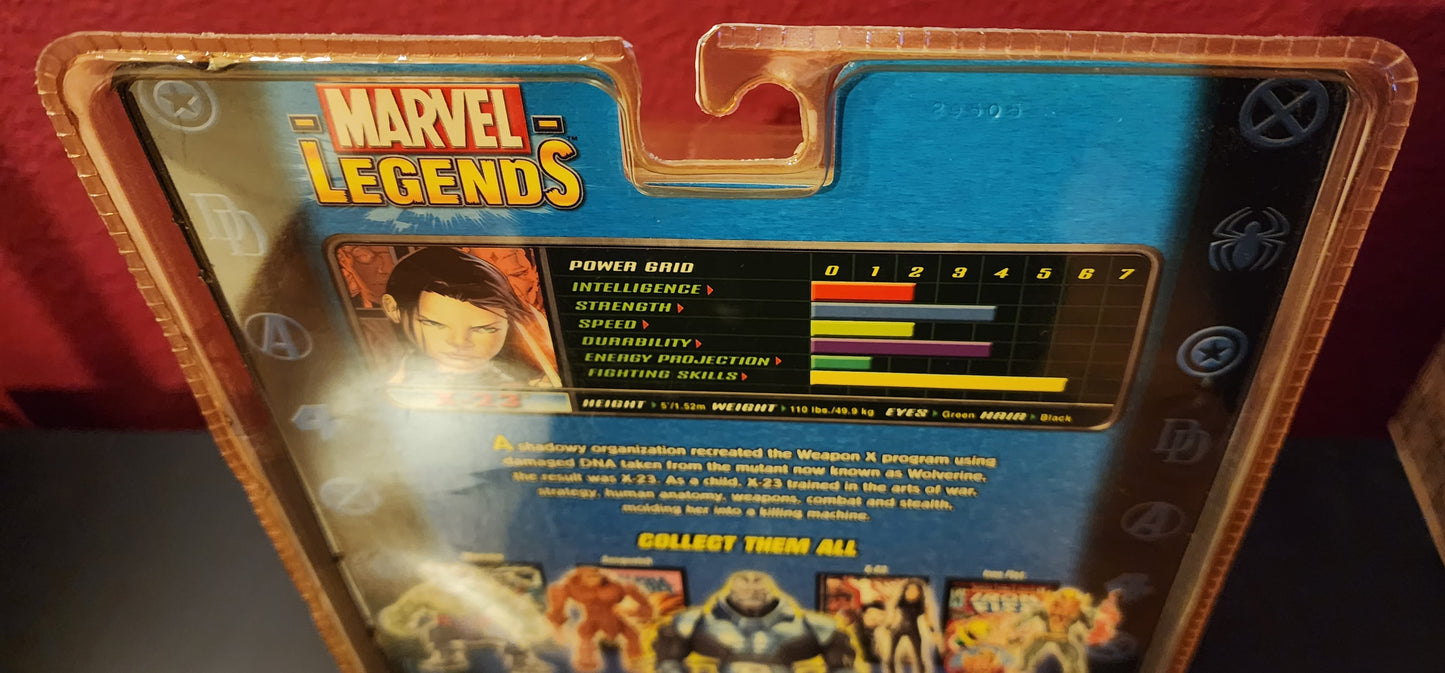 MARVEL
LEGENDS™
POWER GRID 0 1 2 3 4 5 6 7
INTELLIGENCE
STRENGTH
SPEED
DURABILITY
ENERGY PROJECTION
FIGHTING SKILLS
X-23
HEIGHT 5'/1.52m WEIGHT 110 lbs./49.9 kg EYES Green HAIR Black
A shadowy organization recreated the Weapon X program using
damaged DNA taken from the mutant now known as Wolverine,
the result was X-23. As a child, X-23 trained in the arts of war,
strategy, human anatomy, weapons, combat and stealth,
molding her into a killing machine.
COLLECT THEM ALL
X-23